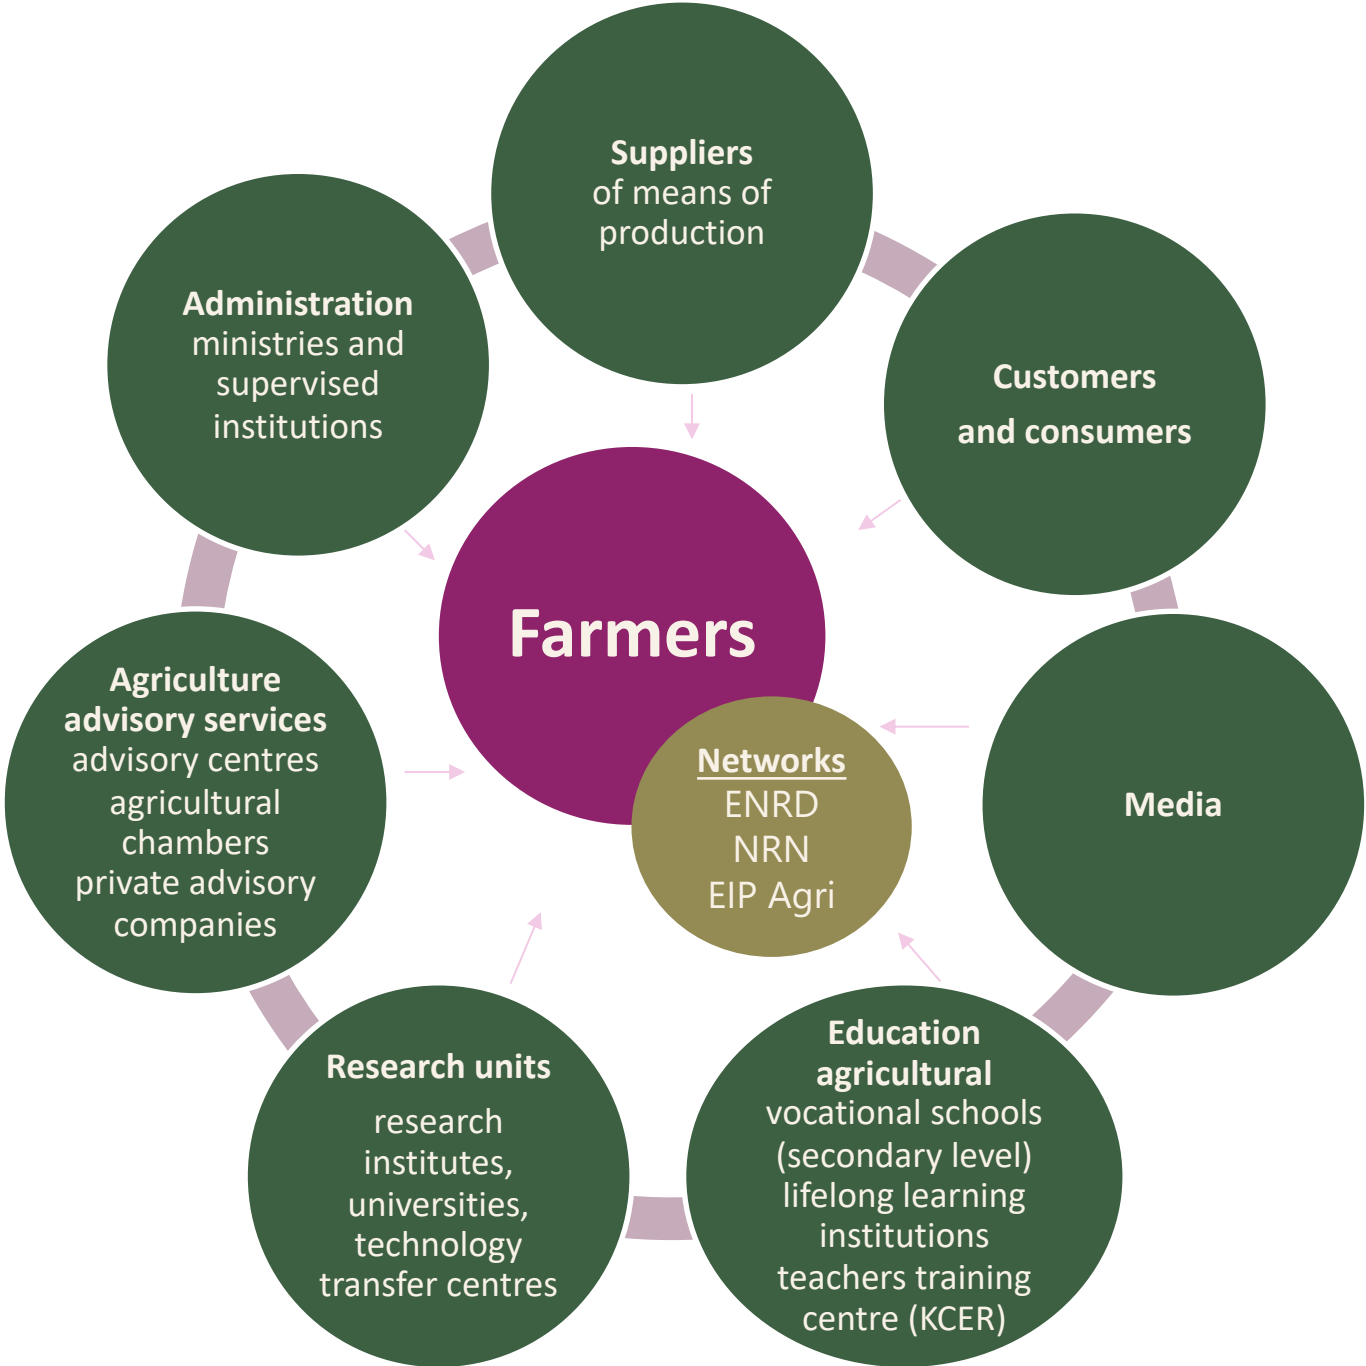 Suppliers
of means of
production
Administration
ministries and
supervised
institutions
Customers
and consumers
Farmers
Agriculture
advisory services
advisory centres
agricultural
chambers
private advisory
companies
Networks
ENRD
NRN
EIP Agri
Media
Research units
research
institutes,
universities,
technology
transfer centres
Education
agricultural
vocational schools
(secondary level)
lifelong learning
institutions
teachers training
centre (KCER)